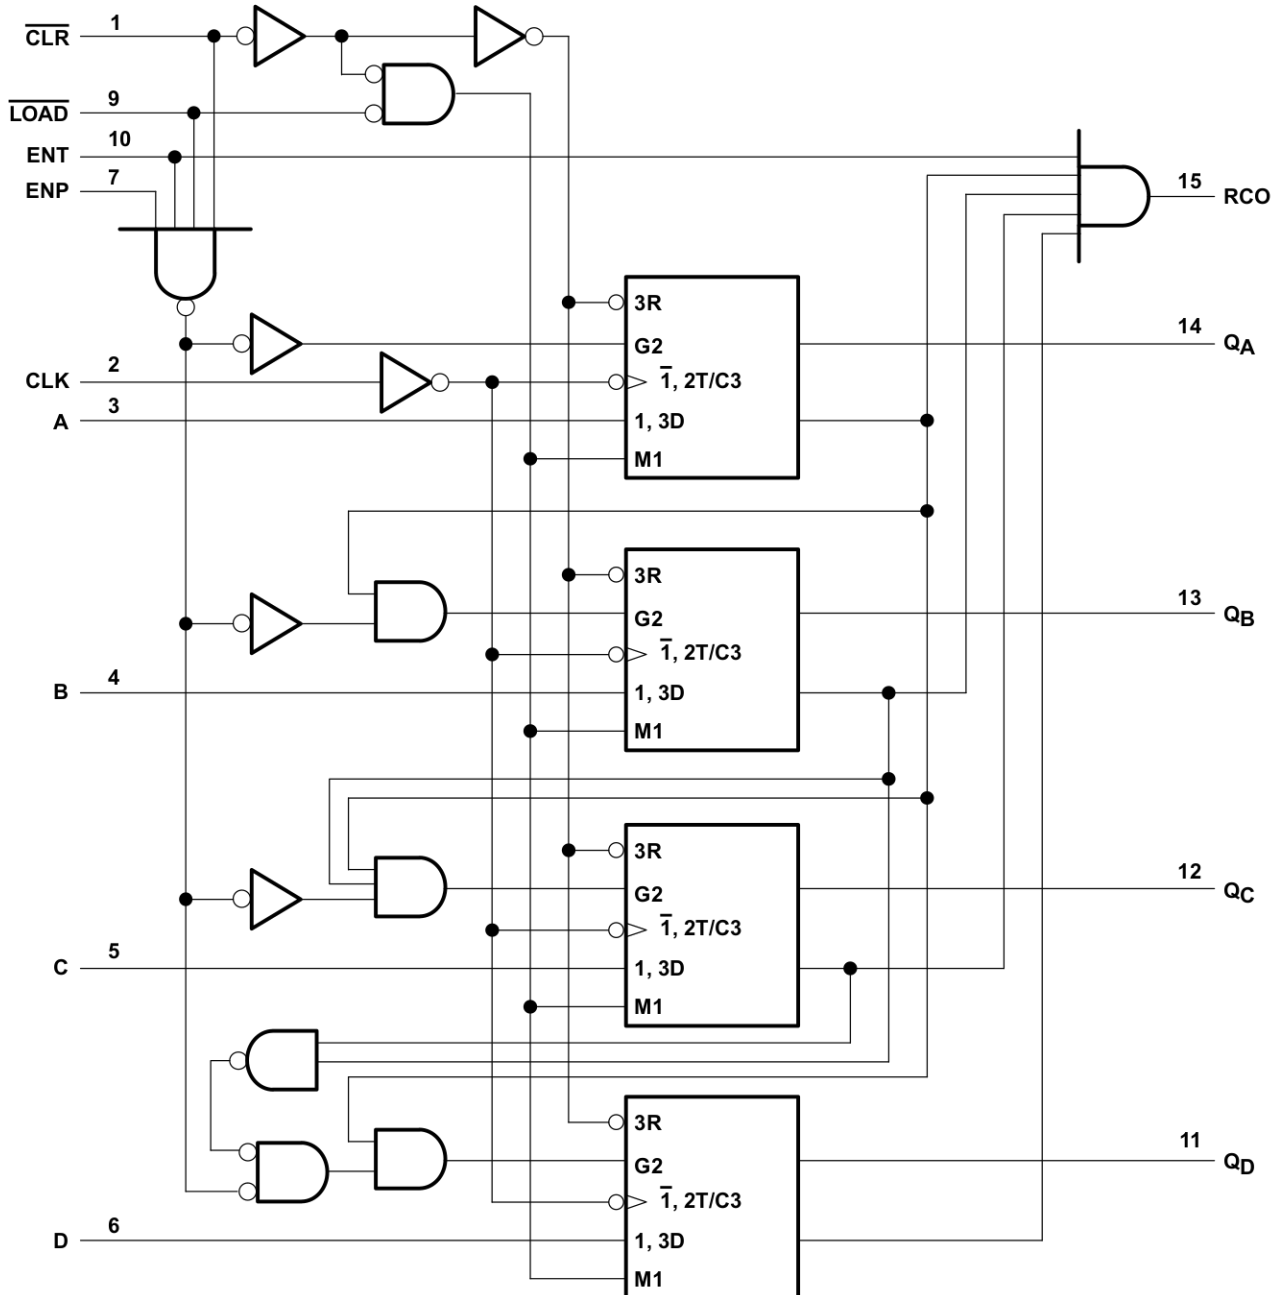 1
C̅L̅R̅
9
L̅O̅A̅D̅
10
ENT
7
ENP
15
RCO
3R
14
G2
QA
2
CLK
1̅, 2T/C3
3
A
1, 3D
M1
3R
13
G2
QB
1̅, 2T/C3
4
B
1, 3D
M1
3R
12
G2
QC
1̅, 2T/C3
5
C
1, 3D
M1
3R
11
G2
QD
1̅, 2T/C3
6
D
1, 3D
M1